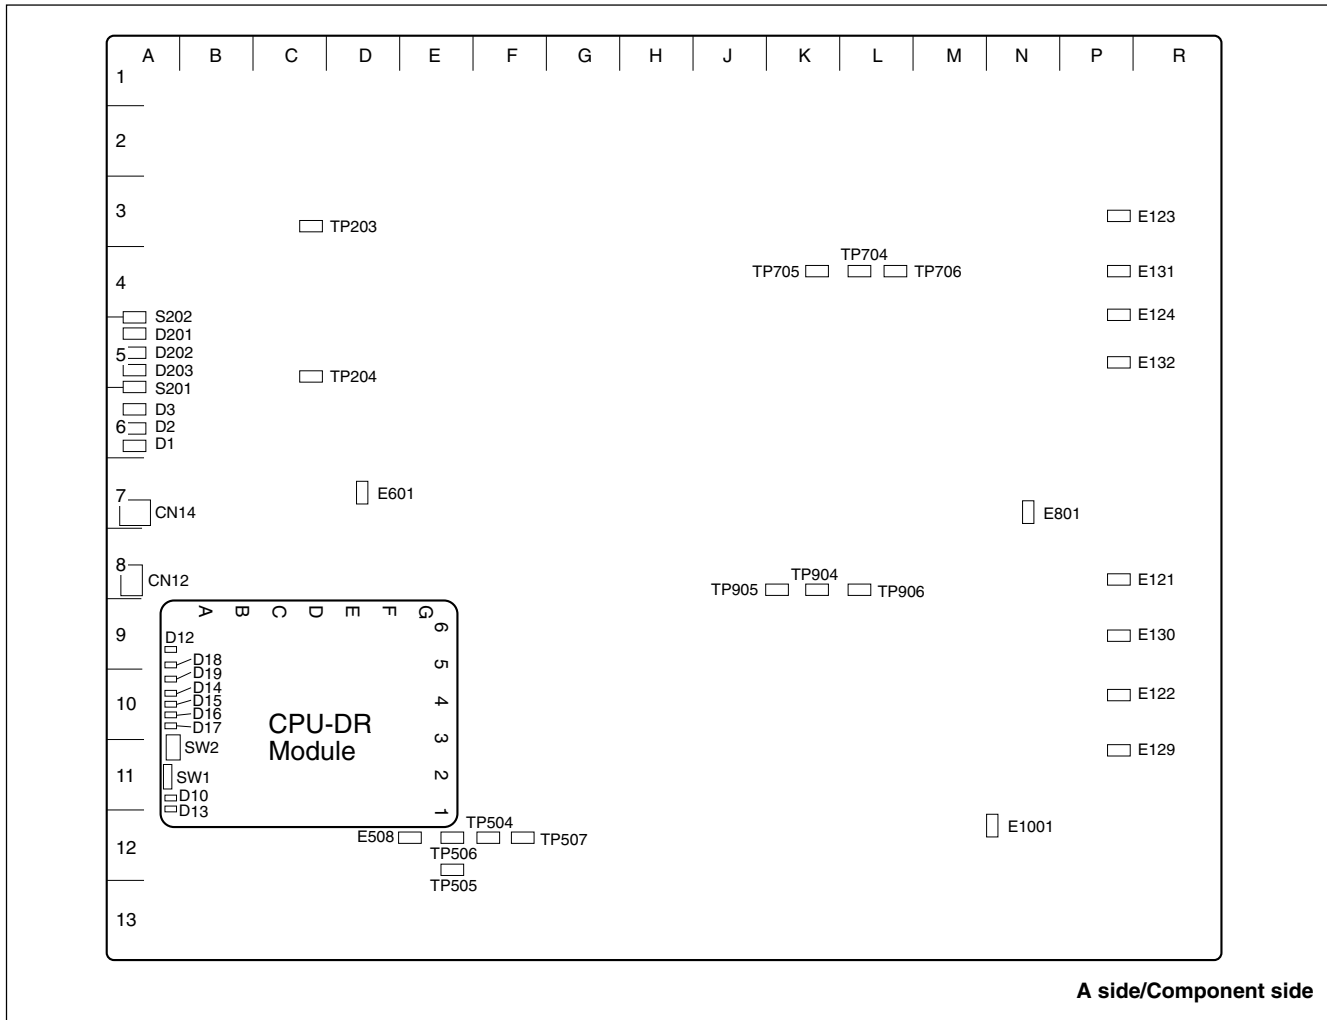 A B C D E F G H J K L M N P R
1
2
3
TP203
E123
4
TP704
TP705
TP706
E131
S202
E124
D201
5
D202
E132
D203
TP204
S201
D3
6
D2
D1
7
E601
CN14
E801
8
CN12
TP904
TP905
TP906
E121
A B C D E F G
9
D12
6
E130
D18
5
D19
D14
10
D15
4
E122
D16
D17
CPU-DR
Module
3
SW2
E129
11
SW1
2
D10
D13
1
TP504
E1001
12
E508
TP507
TP506
TP505
13
A side/Component side